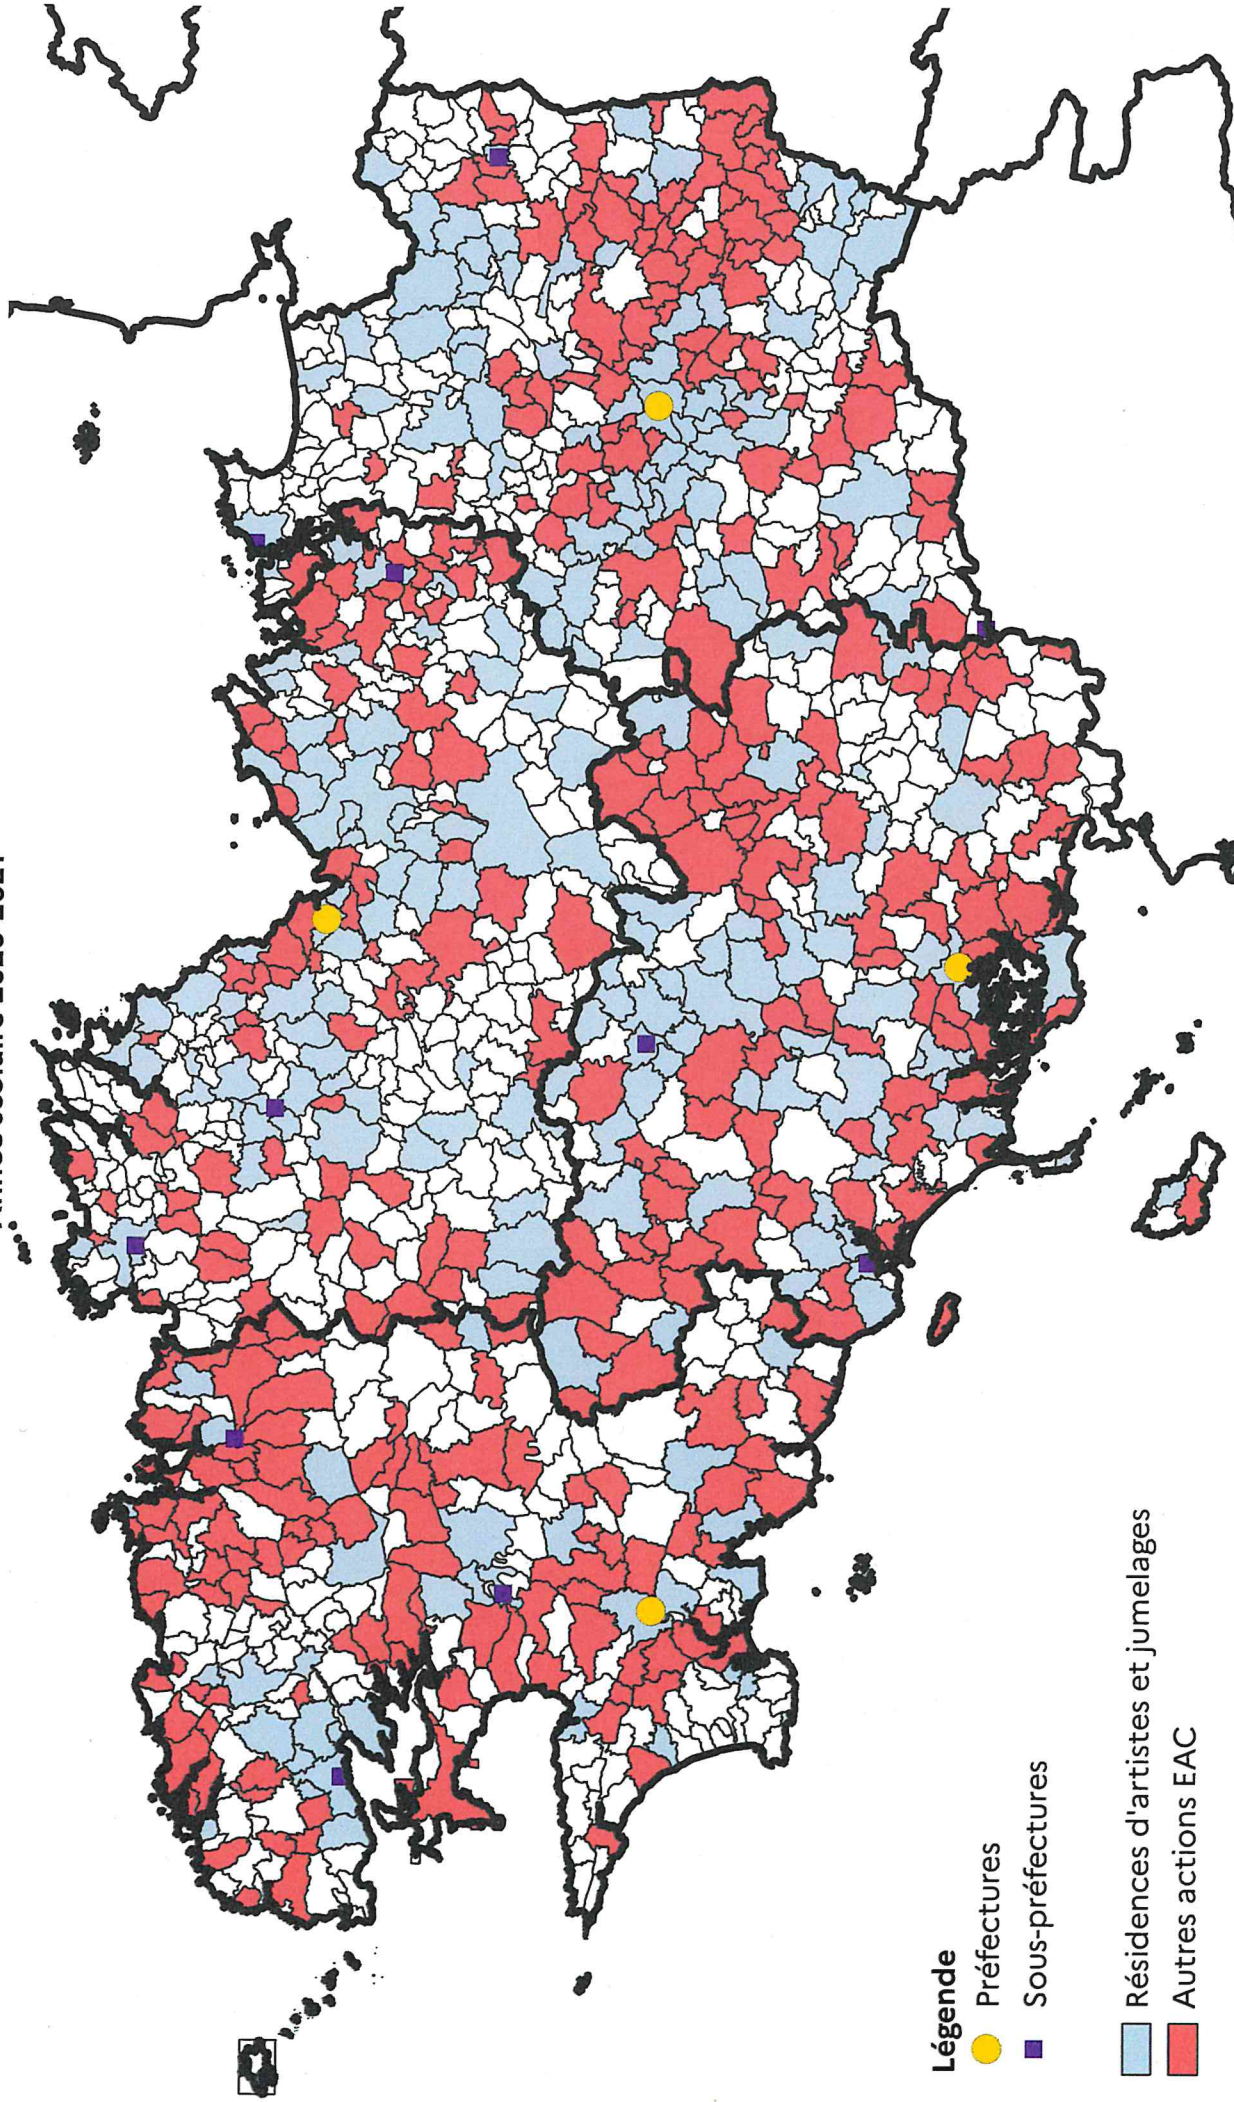 Légende
Préfectures
Sous-préfectures
Résidences d'artistes et jumelages
Autres actions EAC